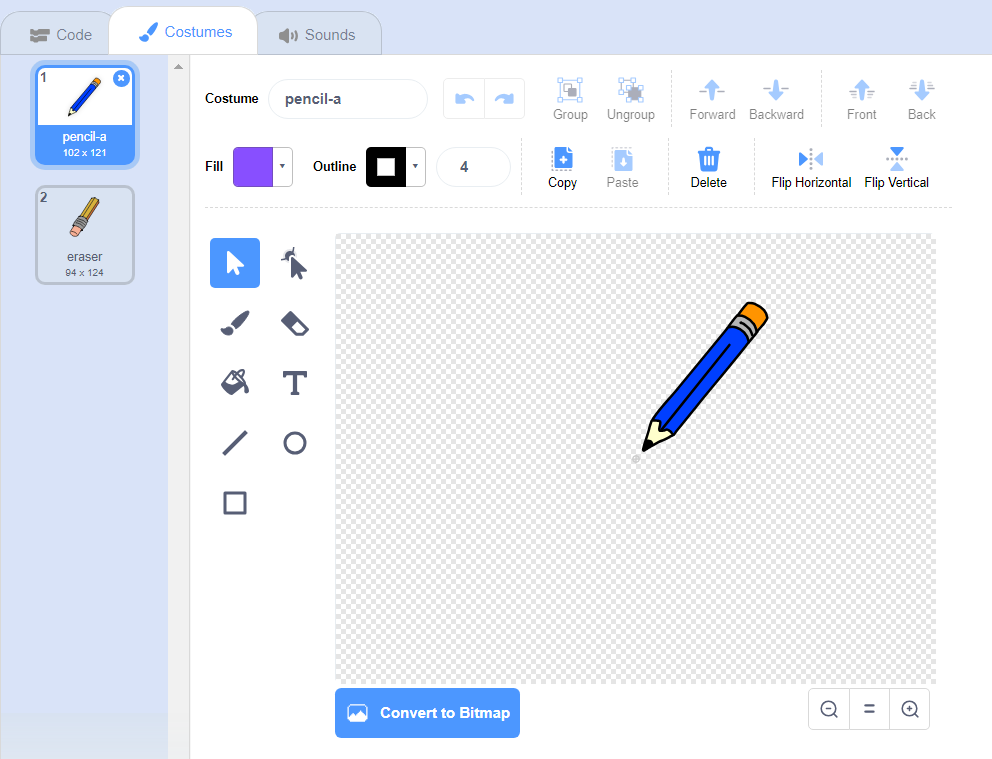 Code
Costumes
Sounds
1
pencil-a
102 x 121
2
eraser
94 x 124
Costume
pencil-a
Group
Ungroup
Forward
Backward
Front
Back
Fill
Outline
4
Copy
Paste
Delete
Flip Horizontal
Flip Vertical
T
Convert to Bitmap